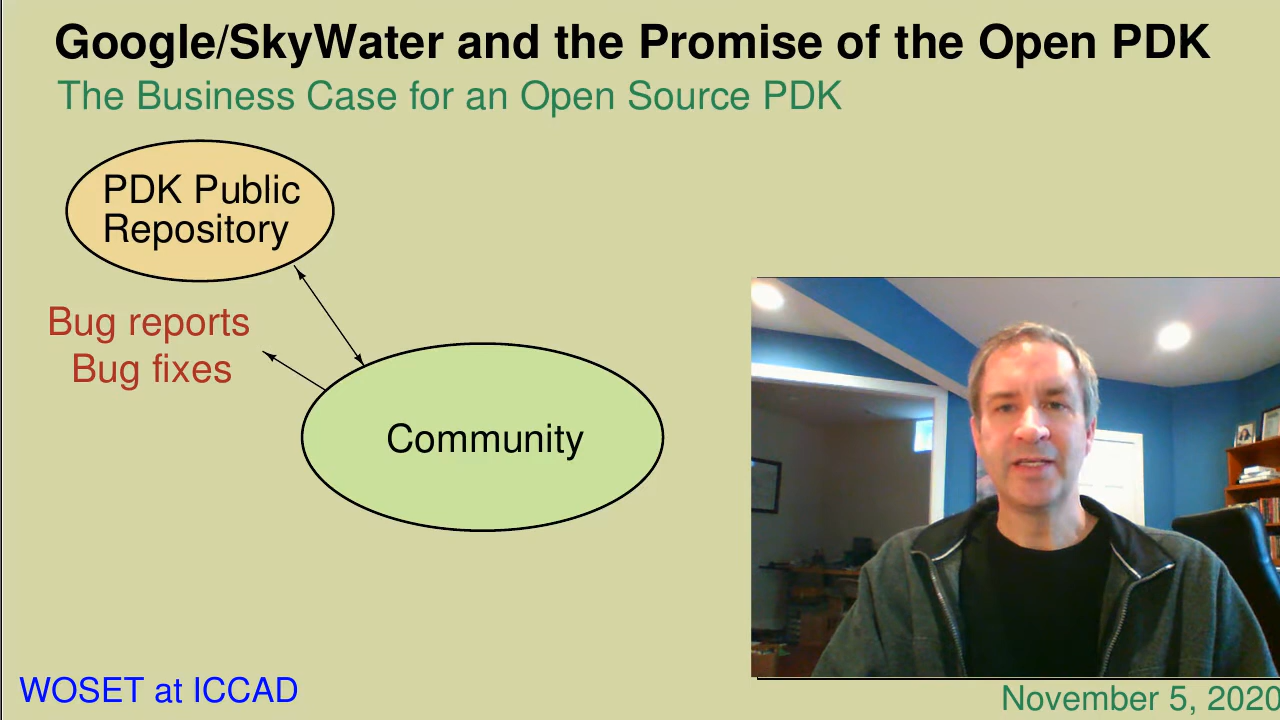 Google/SkyWater and the Promise of the Open PDK
The Business Case for an Open Source PDK
PDK Public
Repository
Bug reports
Bug fixes
Community
WOSET at ICCAD
November 5, 2020